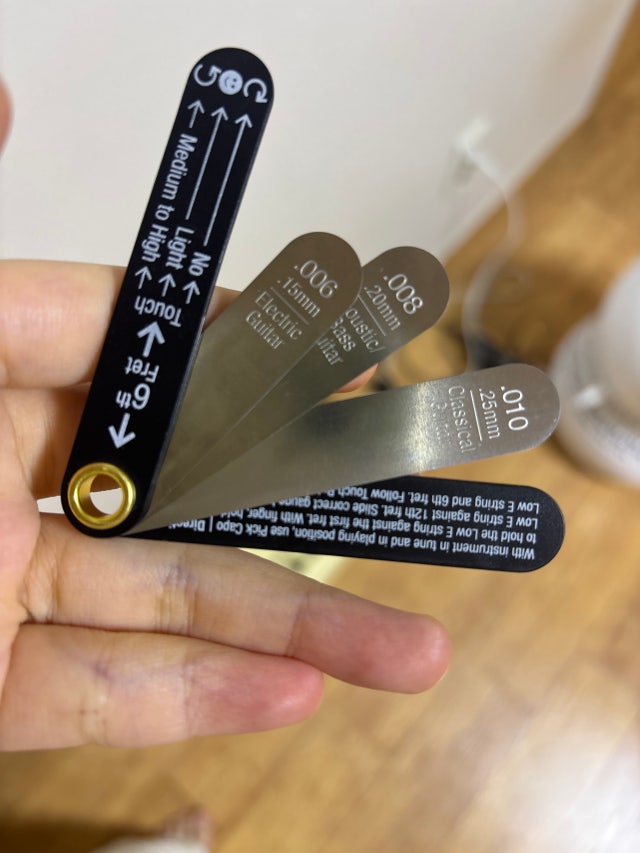 6th
Fret
Touch
No
Light
Medium to High
.006
.15mm
Electric
Guitar
.008
.20mm
.010
.25mm
Classical
With instrument in tune and in playing position, use Pick Capo
to hold the Low E string against the first fret. With finger, hold
Low E string against 12th fret. Slide correct gauge
Low E string and 6th fret. Follow Touch